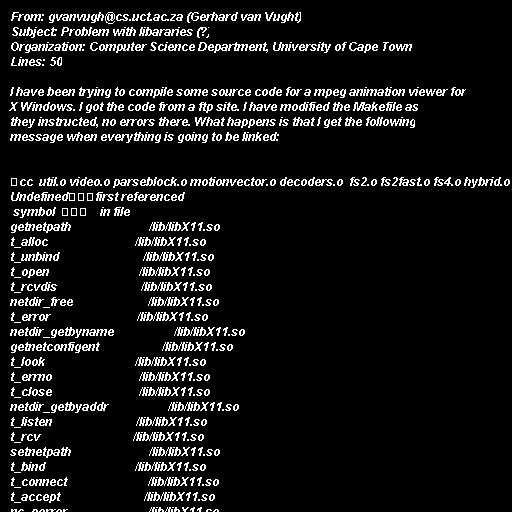 From: gvanvugh@cs.uct.ac.za (Gerhard van Vught)
Subject: Problem with libararies (?)
Organization: Computer Science Department, University of Cape Town
Lines: 50

I have been trying to compile some source code for a mpeg animation viewer for
X Windows. I got the code from a ftp site. I have modified the Makefile as
they instructed, no errors there. What happens is that I get the following
message when everything is going to be linked:

cc  util.o video.o parseblock.o motionvector.o decoders.o  fs2.o fs2fast.o fs4.o hybrid.o
Undefined first referenced
symbol in file
getnetpath /lib/libX11.so
t_alloc /lib/libX11.so
t_unbind /lib/libX11.so
t_open /lib/libX11.so
t_rcvdis /lib/libX11.so
netdir_free /lib/libX11.so
t_error /lib/libX11.so
netdir_getbyname /lib/libX11.so
getnetconfigent /lib/libX11.so
t_look /lib/libX11.so
t_errno /lib/libX11.so
t_close /lib/libX11.so
netdir_getbyaddr /lib/libX11.so
t_listen /lib/libX11.so
t_rcv /lib/libX11.so
setnetpath /lib/libX11.so
t_bind /lib/libX11.so
t_connect /lib/libX11.so
t_accept /lib/libX11.so
nc_perror /lib/libX11.so